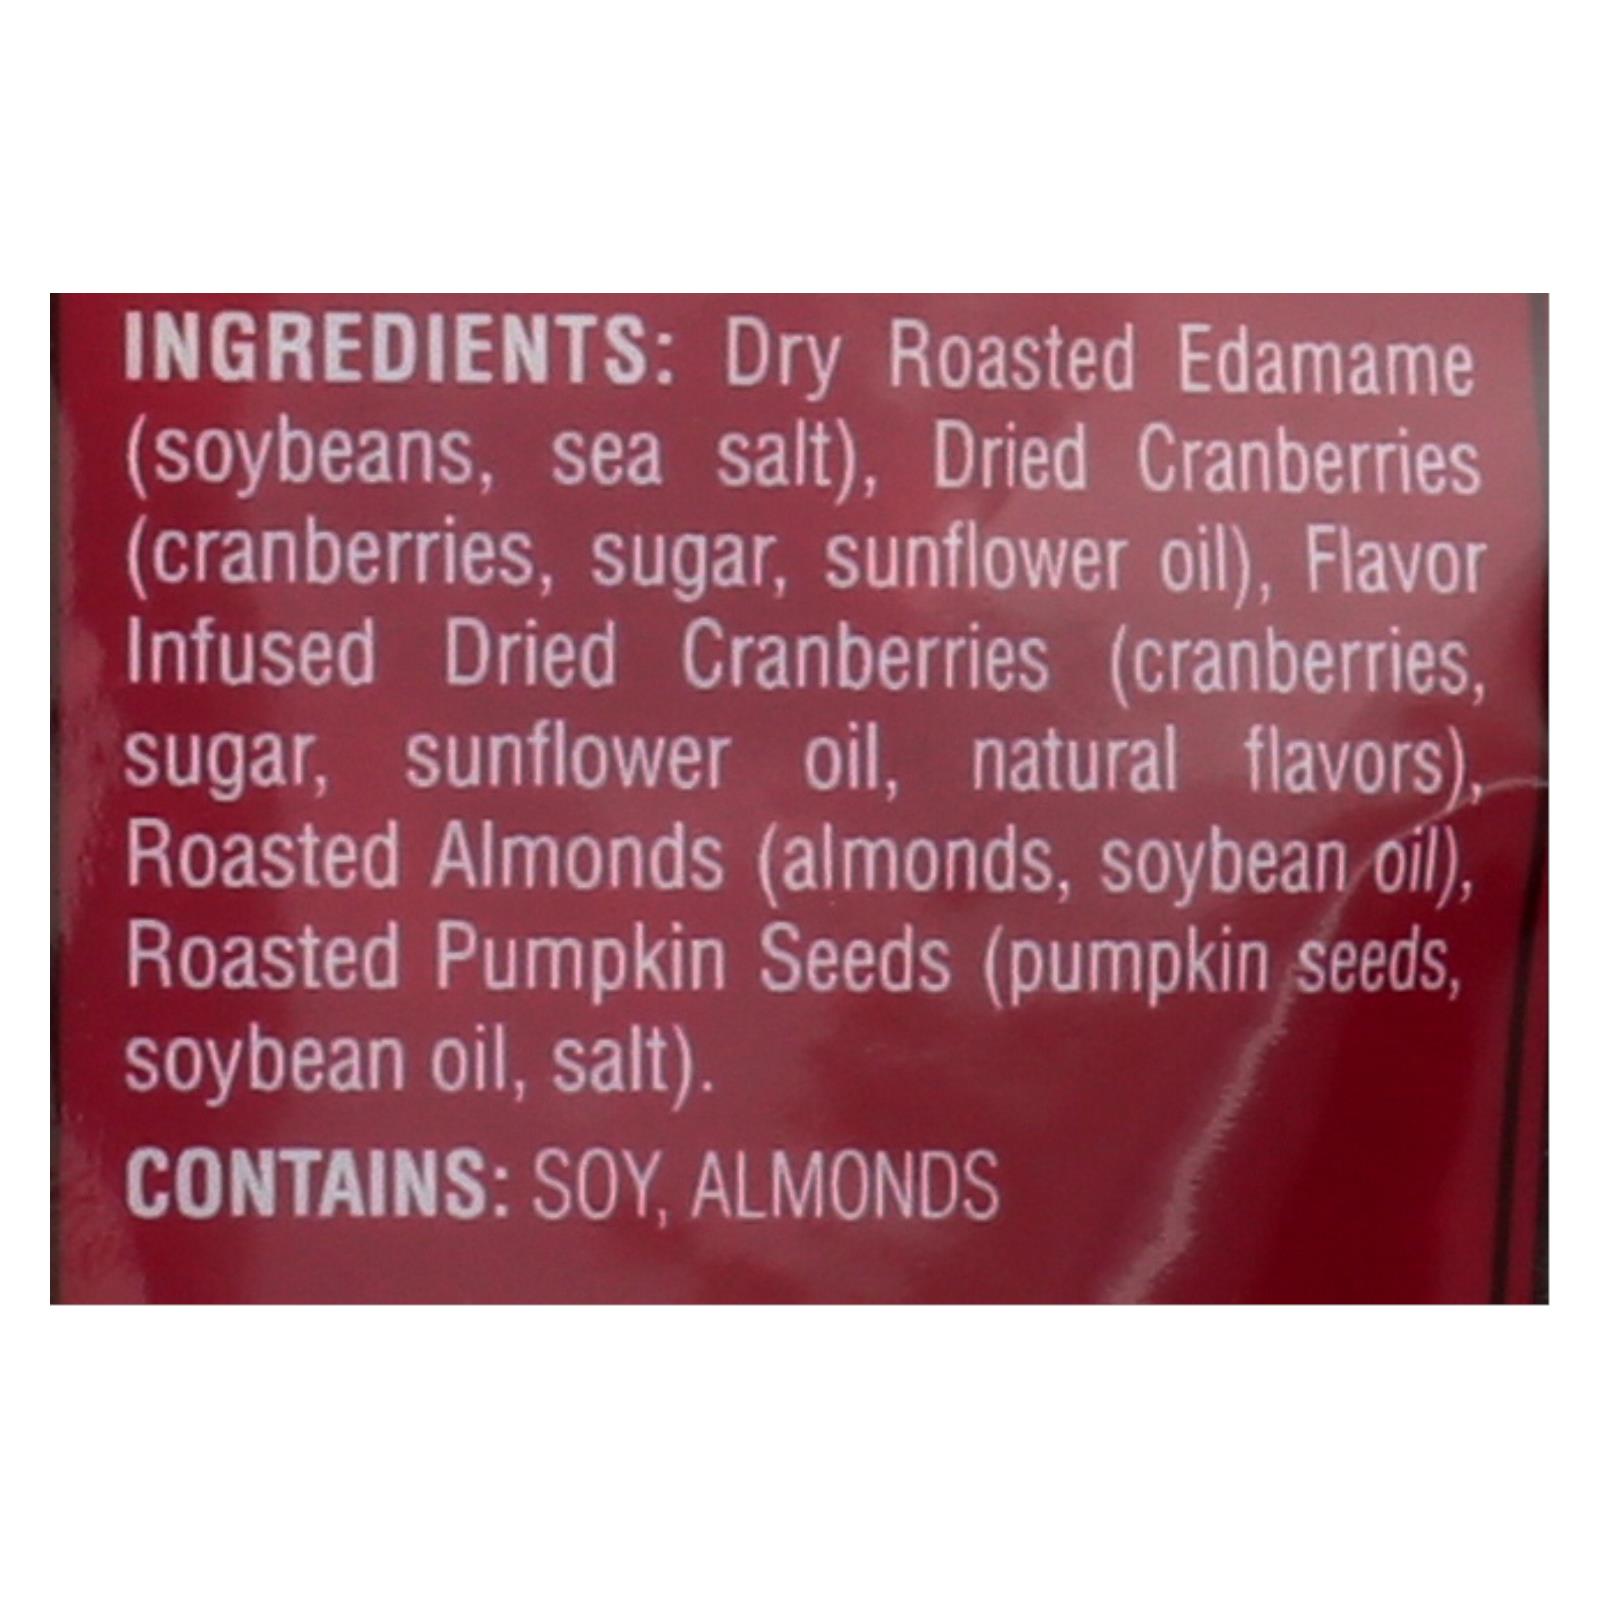 INGREDIENTS: Dry Roasted Edamame
(soybeans, sea salt), Dried Cranberries
(cranberries, sugar, sunflower oil), Flavor
Infused Dried Cranberries (cranberries,
sugar, sunflower oil, natural flavors),
Roasted Almonds (almonds, soybean oil),
Roasted Pumpkin Seeds (pumpkin seeds,
soybean oil, salt).
CONTAINS: SOY, ALMONDS